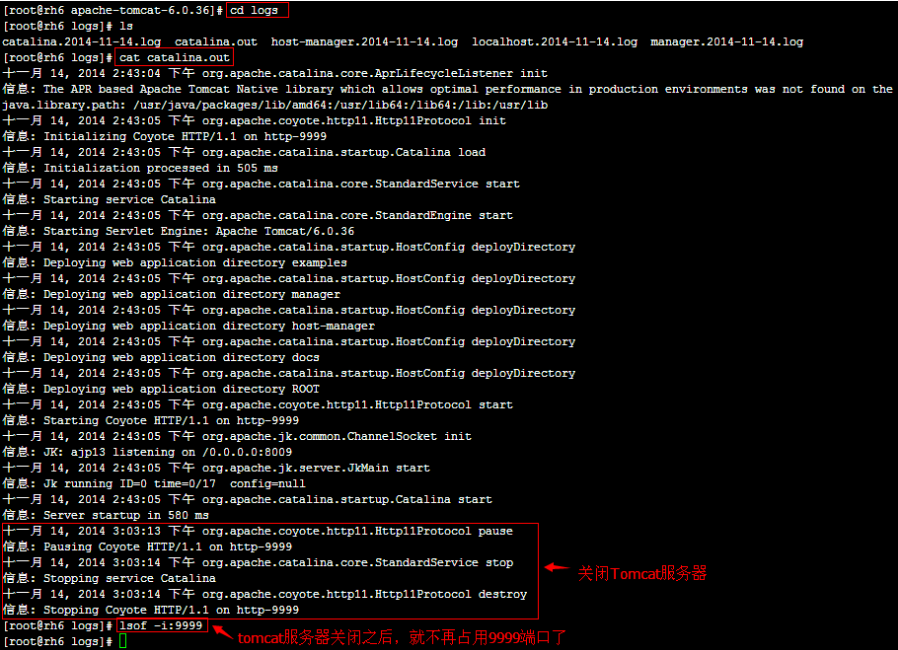 [root@rh6 apache-tomcat-6.0.36]# cd logs
[root@rh6 logs]# ls
catalina.2014-11-14.log  catalina.out  host-manager.2014-11-14.log  localhost.2014-11-14.log  manager.2014-11-14.log
[root@rh6 logs]# cat catalina.out
十一月 14, 2014 2:43:04 下午 org.apache.catalina.core.AprLifecycleListener init
信息: The APR based Apache Tomcat Native library which allows optimal performance in production environments was not found on the
java.library.path: /usr/java/packages/lib/amd64:/usr/lib64:/lib64:/lib:/usr/lib
十一月 14, 2014 2:43:05 下午 org.apache.coyote.http11.Http11Protocol init
信息: Initializing Coyote HTTP/1.1 on http-9999
十一月 14, 2014 2:43:05 下午 org.apache.catalina.startup.Catalina load
信息: Initialization processed in 505 ms
十一月 14, 2014 2:43:05 下午 org.apache.catalina.core.StandardService start
信息: Starting service Catalina
十一月 14, 2014 2:43:05 下午 org.apache.catalina.core.StandardEngine start
信息: Starting Servlet Engine: Apache Tomcat/6.0.36
十一月 14, 2014 2:43:05 下午 org.apache.catalina.startup.HostConfig deployDirectory
信息: Deploying web application directory examples
十一月 14, 2014 2:43:05 下午 org.apache.catalina.startup.HostConfig deployDirectory
信息: Deploying web application directory manager
十一月 14, 2014 2:43:05 下午 org.apache.catalina.startup.HostConfig deployDirectory
信息: Deploying web application directory host-manager
十一月 14, 2014 2:43:05 下午 org.apache.catalina.startup.HostConfig deployDirectory
信息: Deploying web application directory docs
十一月 14, 2014 2:43:05 下午 org.apache.catalina.startup.HostConfig deployDirectory
信息: Deploying web application directory ROOT
十一月 14, 2014 2:43:05 下午 org.apache.coyote.http11.Http11Protocol start
信息: Starting Coyote HTTP/1.1 on http-9999
十一月 14, 2014 2:43:05 下午 org.apache.jk.common.ChannelSocket init
信息: JK: ajp13 listening on /0.0.0.0:8009
十一月 14, 2014 2:43:05 下午 org.apache.jk.server.JkMain start
信息: Jk running ID=0 time=0/17  config=null
十一月 14, 2014 2:43:05 下午 org.apache.catalina.startup.Catalina start
信息: Server startup in 580 ms
十一月 14, 2014 3:03:13 下午 org.apache.coyote.http11.Http11Protocol pause
信息: Pausing Coyote HTTP/1.1 on http-9999
十一月 14, 2014 3:03:14 下午 org.apache.catalina.core.StandardService stop
关闭Tomcat服务器
信息: Stopping service Catalina
十一月 14, 2014 3:03:14 下午 org.apache.coyote.http11.Http11Protocol destroy
信息: Stopping Coyote HTTP/1.1 on http-9999
[root@rh6 logs]# lsof -i:9999
tomcat服务器关闭之后，就不再占用9999端口了
[root@rh6 logs]#